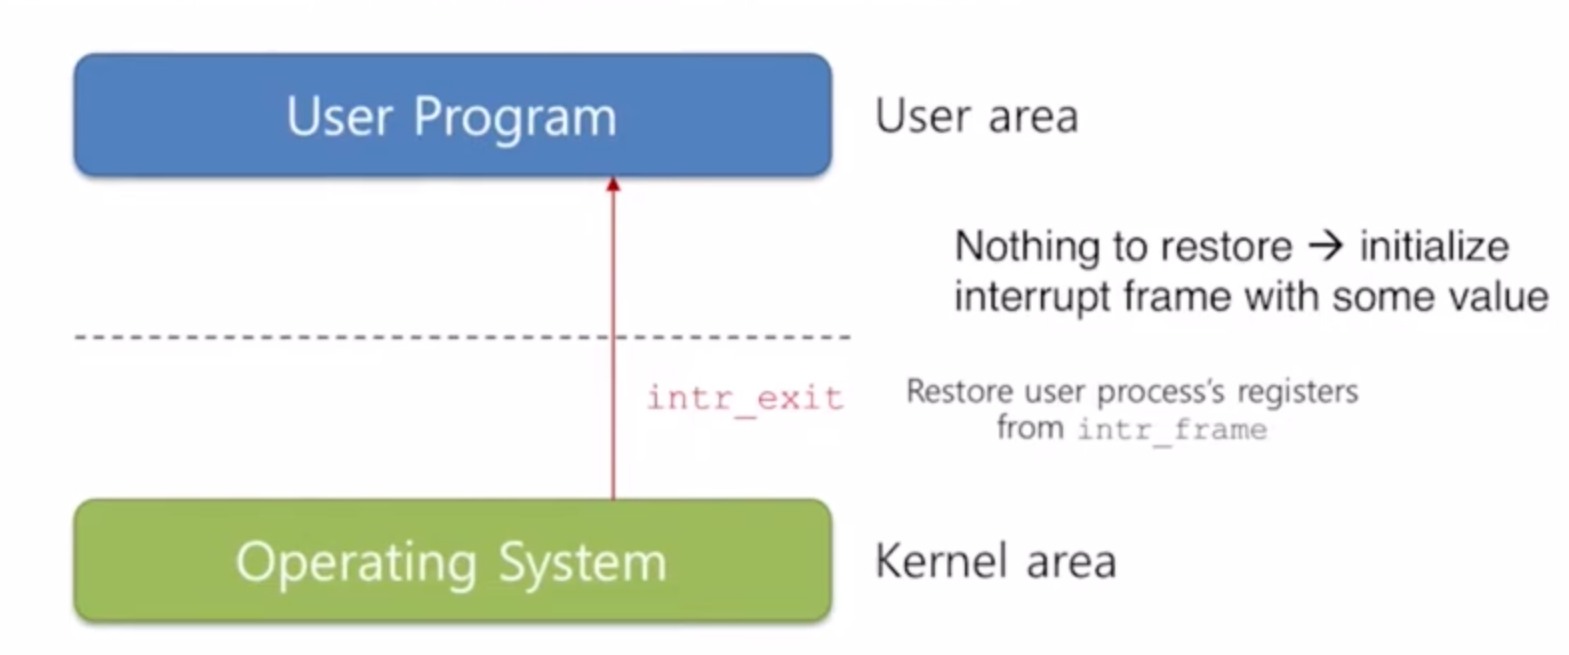 User Program
User area
Nothing to restore → initialize
interrupt frame with some value
intr_exit
Restore user process's registers
from intr_frame
Operating System
Kernel area